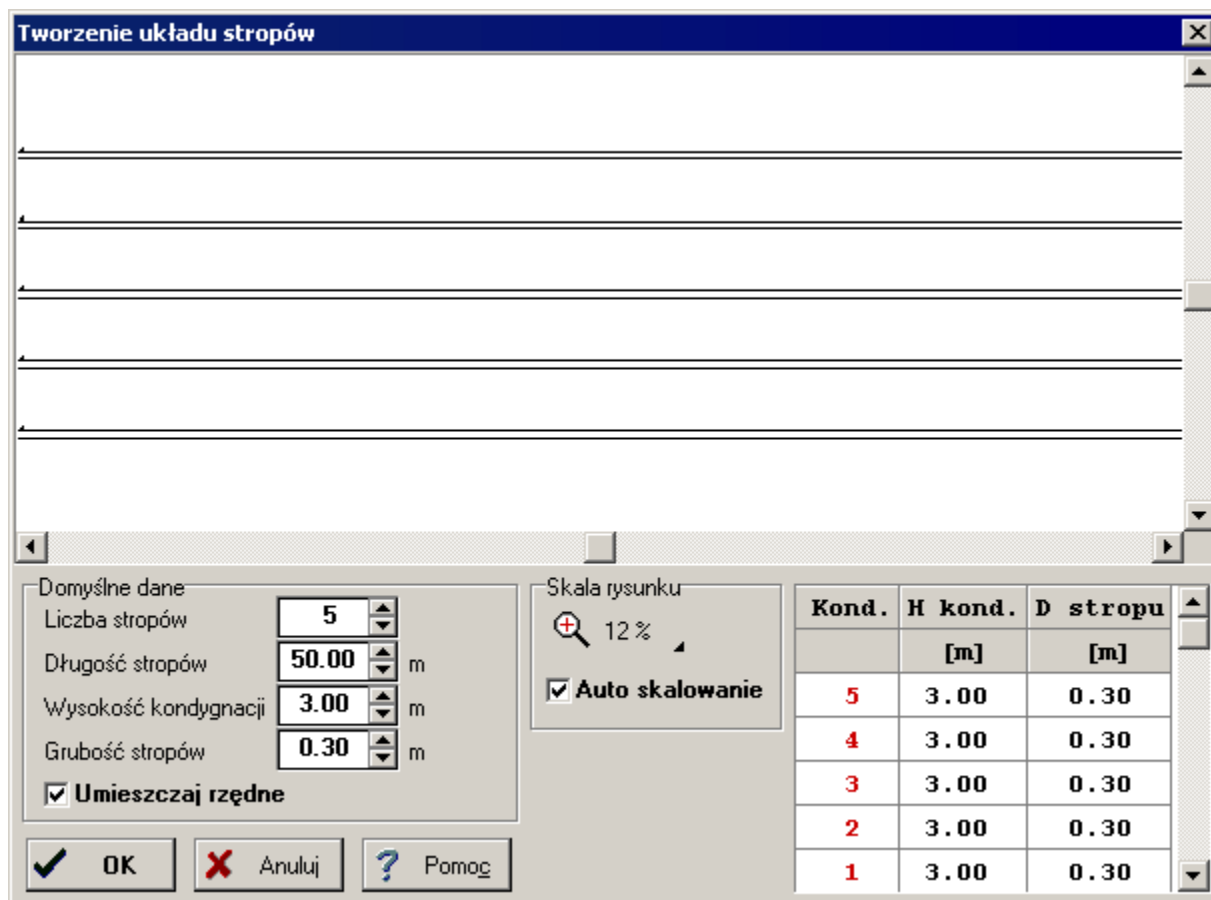 Tworzenie układu stropów
Domyślne dane
Liczba stropów 5
Długość stropów 50.00 m
Wysokość kondygnacji 3.00 m
Grubość stropów 0.30 m
Umieszczaj rzędne
OK Anuluj ? Pomoc
Skala rysunku
12 %
Auto skalowanie
Kond. H kond. D stropu
[m] [m]
5 3.00 0.30
4 3.00 0.30
3 3.00 0.30
2 3.00 0.30
1 3.00 0.30